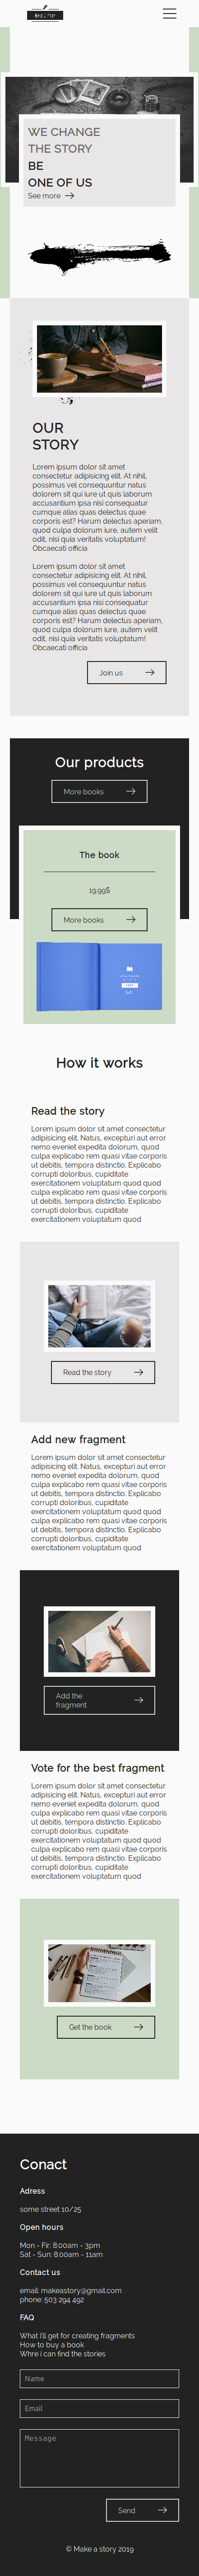 WE CHANGE
THE STORY
BE
ONE OF US
See more
OUR
STORY
Lorem ipsum dolor sit amet
consectetur adipisicing elit. At nihil,
possimus vel consequuntur natus
dolorem sit qui iure ut quis laborum
accusantium ipsa nisi consequatur
cumque alias quas delectus quae
corporis est? Harum delectus aperiam,
quod culpa dolorum iure, autem velit
odit, nisi quia veritatis voluptatum!
Obcaecati officia
Lorem ipsum dolor sit amet
consectetur adipisicing elit. At nihil,
possimus vel consequuntur natus
dolorem sit qui iure ut quis laborum
accusantium ipsa nisi consequatur
cumque alias quas delectus quae
corporis est? Harum delectus aperiam,
quod culpa dolorum iure, autem velit
odit, nisi quia veritatis voluptatum!
Obcaecati officia
Join us
Our products
More books
The book
19.99$
More books
How it works
Read the story
Lorem ipsum dolor sit amet consectetur
adipisicing elit. Natus, excepturi aut error
nemo eveniet expedita dolorum, quod
culpa explicabo rem quasi vitae corporis
ut debitis, tempora distinctio. Explicabo
corrupti doloribus, cupiditate
exercitationem voluptatum quod quod
culpa explicabo rem quasi vitae corporis
ut debitis, tempora distinctio. Explicabo
corrupti doloribus, cupiditate
exercitationem voluptatum quod
Read the story
Add new fragment
Lorem ipsum dolor sit amet consectetur
adipisicing elit. Natus, excepturi aut error
nemo eveniet expedita dolorum, quod
culpa explicabo rem quasi vitae corporis
ut debitis, tempora distinctio. Explicabo
corrupti doloribus, cupiditate
exercitationem voluptatum quod quod
culpa explicabo rem quasi vitae corporis
ut debitis, tempora distinctio. Explicabo
corrupti doloribus, cupiditate
exercitationem voluptatum quod
Add the
fragment
Vote for the best fragment
Lorem ipsum dolor sit amet consectetur
adipisicing elit. Natus, excepturi aut error
nemo eveniet expedita dolorum, quod
culpa explicabo rem quasi vitae corporis
ut debitis, tempora distinctio. Explicabo
corrupti doloribus, cupiditate
exercitationem voluptatum quod quod
culpa explicabo rem quasi vitae corporis
ut debitis, tempora distinctio. Explicabo
corrupti doloribus, cupiditate
exercitationem voluptatum quod
Get the book
Conact
Adress
some street 10/25
Open hours
Mon - Fir: 8:00am - 3pm
Sat - Sun: 8:00am - 11am
Contact us
email: makeastory@gmail.com
phone: 503 294 492
FAQ
What I'll get for creating fragments
How to buy a book
Whre i can find the stories
Name
Email
Message
Send
© Make a story 2019